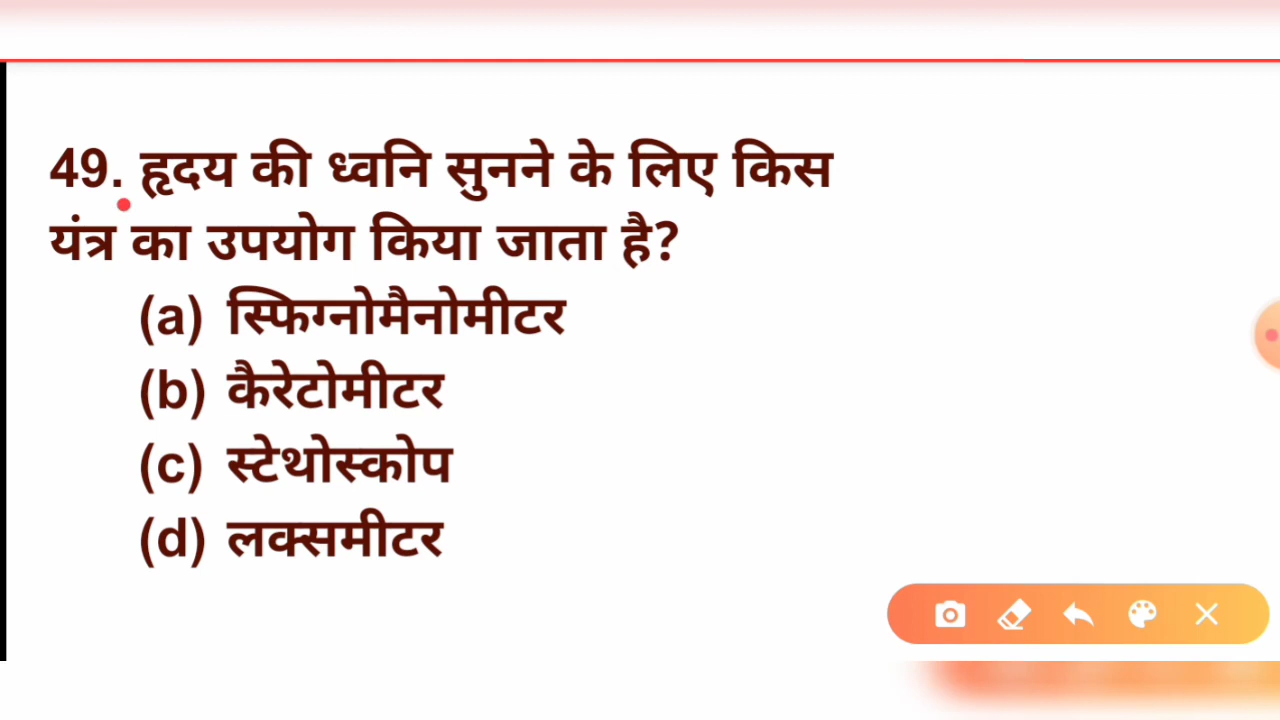 49. हृदय की ध्वनि सुनने के लिए किस
यंत्र का उपयोग किया जाता है?
(a) स्फिग्नोमैनोमीटर
(b) कैरेटोमीटर
(c) स्टेथोस्कोप
(d) लक्समीटर